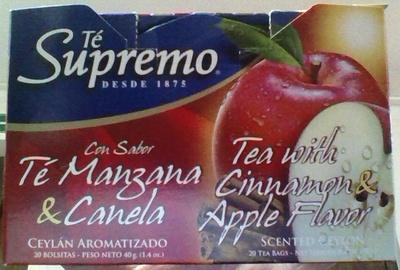 Té
Supremo®
DESDE 1875
Con Sabor
Té Manzana
& Canela
CEYLÁN AROMATIZADO
20 BOLSITAS - PESO NETO 40g (1.4 oz.)
Tea with
Cinnamon &
Apple Flavor
SCENTED CEYLON
20 TEA BAGS - NET